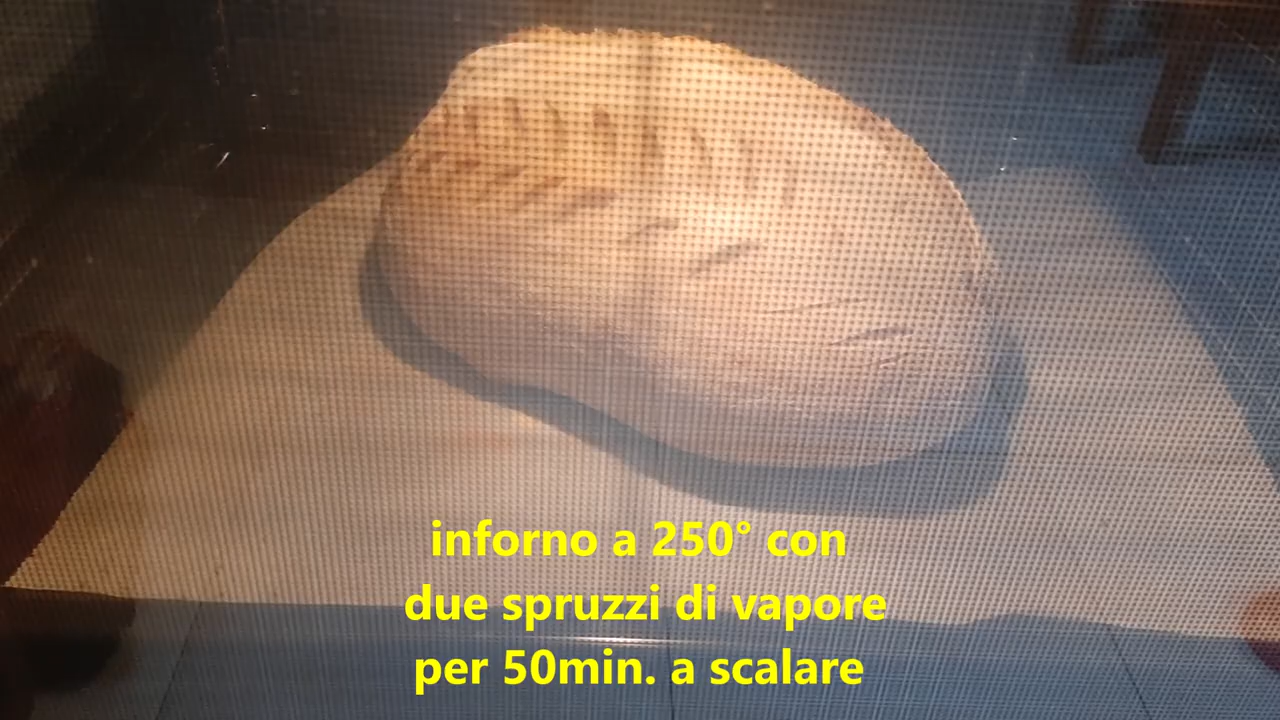 inforno a 250° con
due spruzzi di vapore
per 50min. a scalare